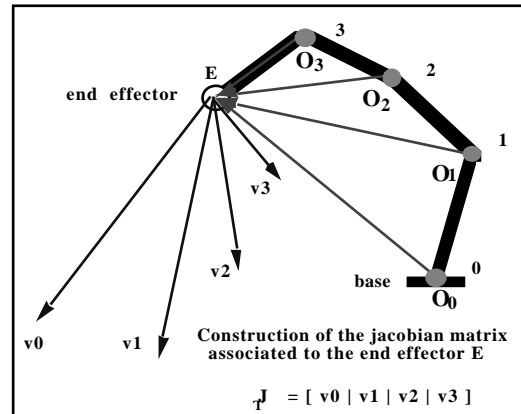 3
E
O3
2
end effector
O2
1
O1
v3
v2
base
0
O0
v0
v1
Construction of the jacobian matrix
associated to the end effector E
TJ = [ v0 | v1 | v2 | v3 ]